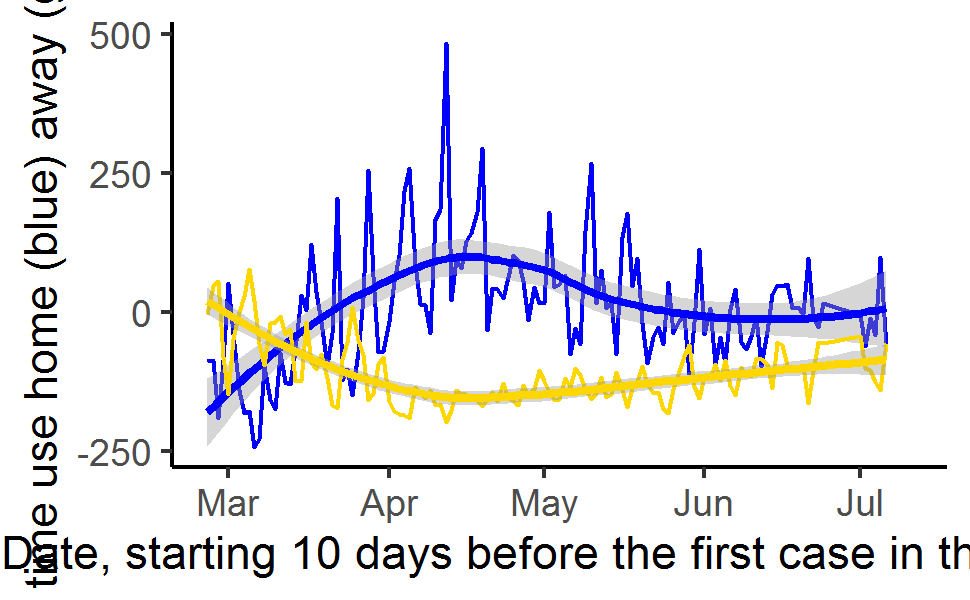 time use home (blue) away (
500
250
0
-250
Mar Apr May Jun Jul
Date, starting 10 days before the first case in th